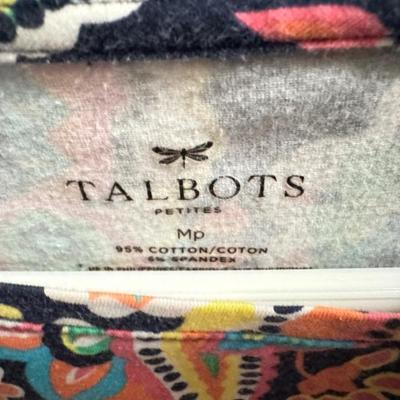 TALBOTS
PETITES
Mp
95% COTTON/COTON
5% SPANDEX